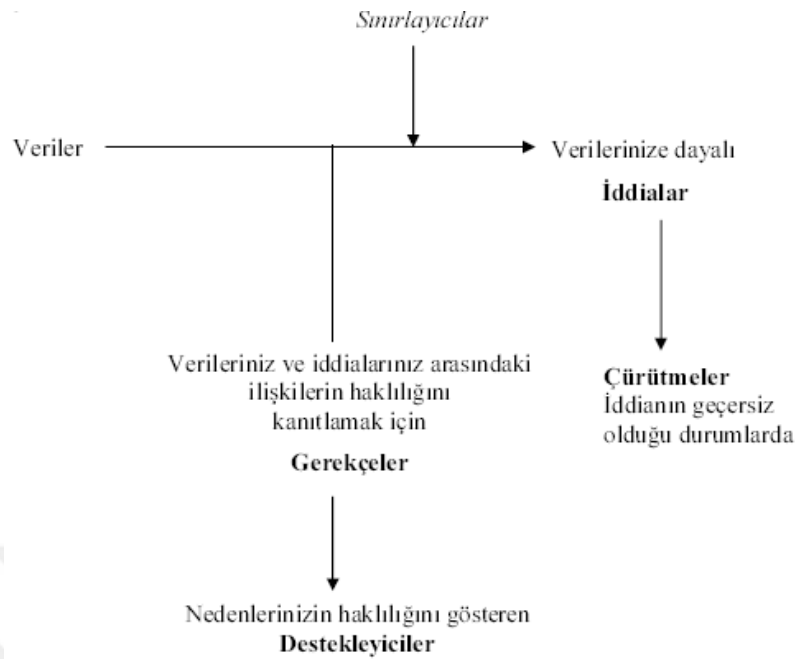 Sınırlayıcılar
Veriler
Verilerinize dayalı
İddialar
Verileriniz ve iddialarınız arasındaki
ilişkilerin haklılığını
kanıtlamak için
Gerekçeler
Çürütmeler
İddianın geçersiz
olduğu durumlarda
Nedenlerinizin haklılığını gösteren
Destekleyiciler